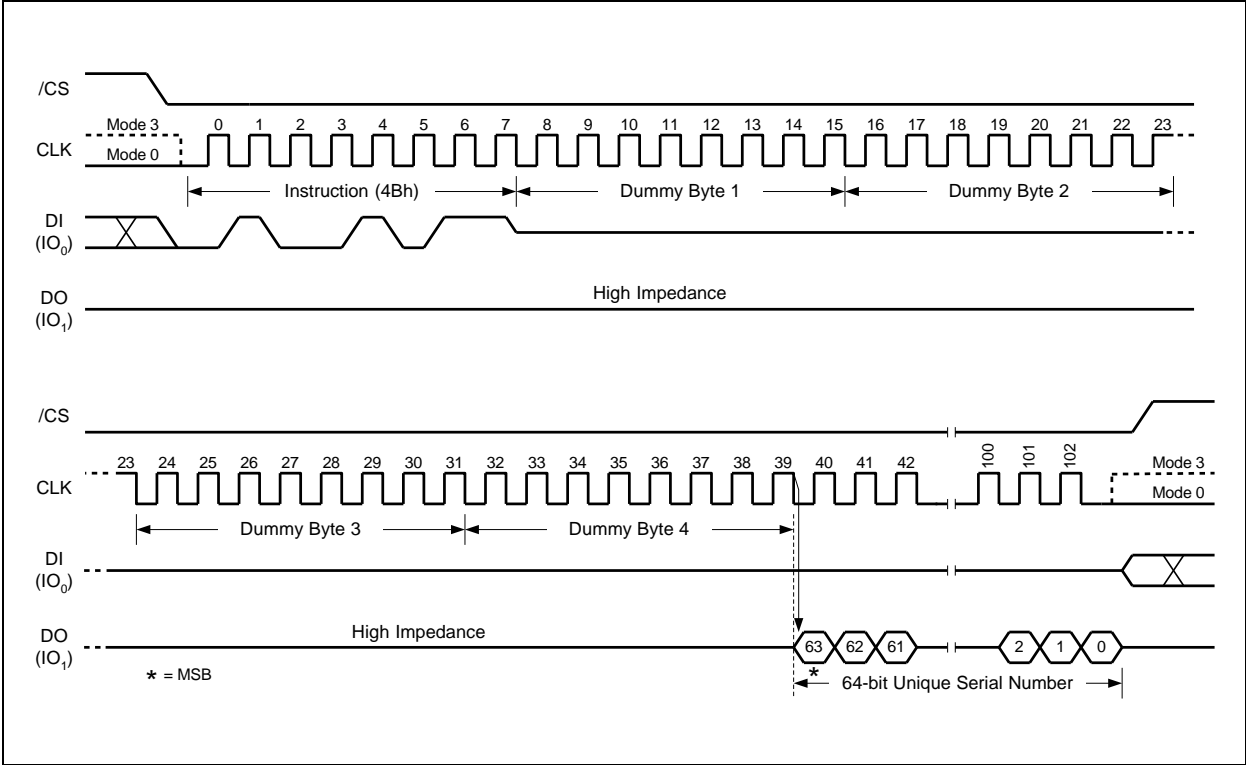 /CS
Mode 3
0 1 2 3 4 5 6 7 8 9 10 11 12 13 14 15 16 17 18 19 20 21 22 23
CLK
Mode 0
Instruction (4Bh)
Dummy Byte 1
Dummy Byte 2
DI
(IO0)
High Impedance
DO
(IO1)
/CS
23 24 25 26 27 28 29 30 31 32 33 34 35 36 37 38 39 40 41 42 100 101 102
Mode 3
CLK
Mode 0
Dummy Byte 3
Dummy Byte 4
DI
(IO0)
High Impedance
DO
(IO1)
63 62 61 2 1 0
* = MSB
*
64-bit Unique Serial Number